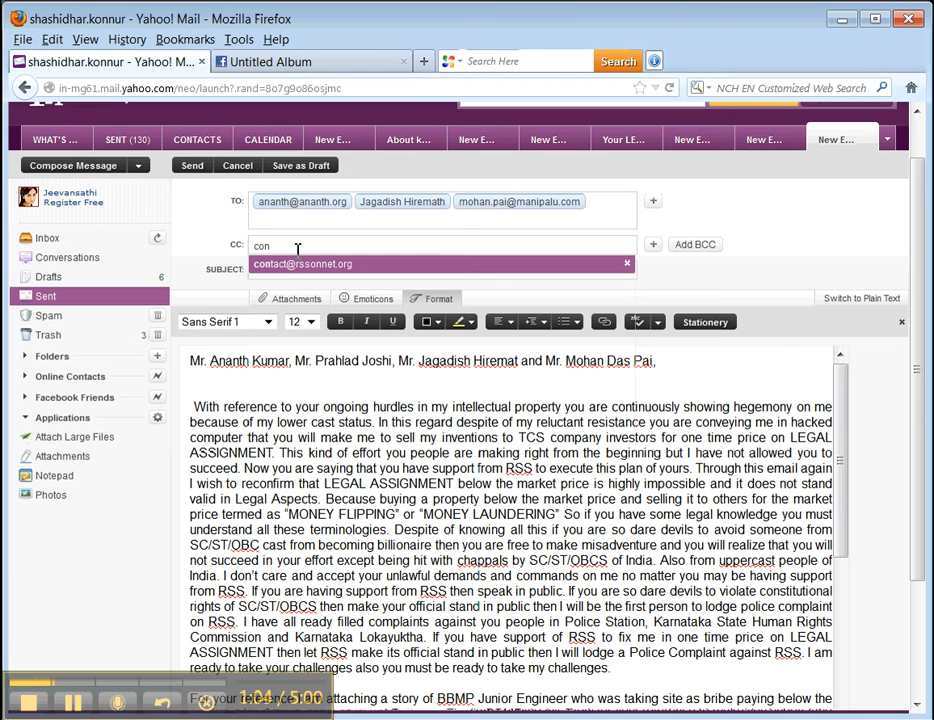 shashidhar.konnur - Yahoo! Mail - Mozilla Firefox
File Edit View History Bookmarks Tools Help
shashidhar.konnur - Yahoo! M... × Untitled Album × + Search Here Search
in-mg61.mail.yahoo.com/neo/launch?.rand=8o7g9o86osjmc NCH EN Customized Web Search
WHAT'S ... SENT (130) CONTACTS CALENDAR New E... About k... New E... New E... Your LE... New E... New E... New E...
Compose Message Send Cancel Save as Draft
Jeevansathi
Register Free
TO: ananth@ananth.org Jagadish Hiremath mohan.pai@manipalu.com +
Inbox
CC: con + Add BCC
Conversations
contact@rssonnet.org ×
SUBJECT:
Drafts 6
Sent
Attachments Emoticons Format Switch to Plain Text
Spam
Sans Serif 1 12 B I U Stationery ×
Trash 3
Folders +
Online Contacts
Facebook Friends
Applications
Attach Large Files
Attachments
Notepad
Photos
Mr. Ananth Kumar, Mr. Prahlad Joshi, Mr. Jagadish Hiremat and Mr. Mohan Das Pai,
With reference to your ongoing hurdles in my intellectual property you are continuously showing hegemony on me
because of my lower cast status. In this regard despite of my reluctant resistance you are conveying me in hacked
computer that you will make me to sell my inventions to TCS company investors for one time price on LEGAL
ASSIGNMENT. This kind of effort you people are making right from the beginning but I have not allowed you to
succeed. Now you are saying that you have support from RSS to execute this plan of yours. Through this email again
I wish to reconfirm that LEGAL ASSIGNMENT below the market price is highly impossible and it does not stand
valid in Legal Aspects. Because buying a property below the market price and selling it to others for the market
price termed as “MONEY FLIPPING” or “MONEY LAUNDERING” So if you have some legal knowledge you must
understand all these terminologies. Despite of knowing all this if you are so dare devils to avoid someone from
SC/ST/OBC cast from becoming billionaire then you are free to make misadventure and you will realize that you will
not succeed in your effort except being hit with chappals by SC/ST/OBCS of India. Also from uppercast people of
India. I don’t care and accept your unlawful demands and commands on me no matter you may be having support
from RSS. If you are having support from RSS then speak in public. If you are so dare devils to violate constitutional
rights of SC/ST/OBCS then make your official stand in public then I will be the first person to lodge police complaint
on RSS. I have all ready filled complaints against you people in Police Station, Karnataka State Human Rights
Commission and Karnataka Lokayuktha. If you have support of RSS to fix me in one time price on LEGAL
ASSIGNMENT then let RSS make its official stand in public then I will lodge a Police Complaint against RSS. I am
ready to take your challenges also you must be ready to take my challenges.
For your reference attaching a story of BBMP Junior Engineer who was taking site as bribe paying below the
1:04 / 5:00